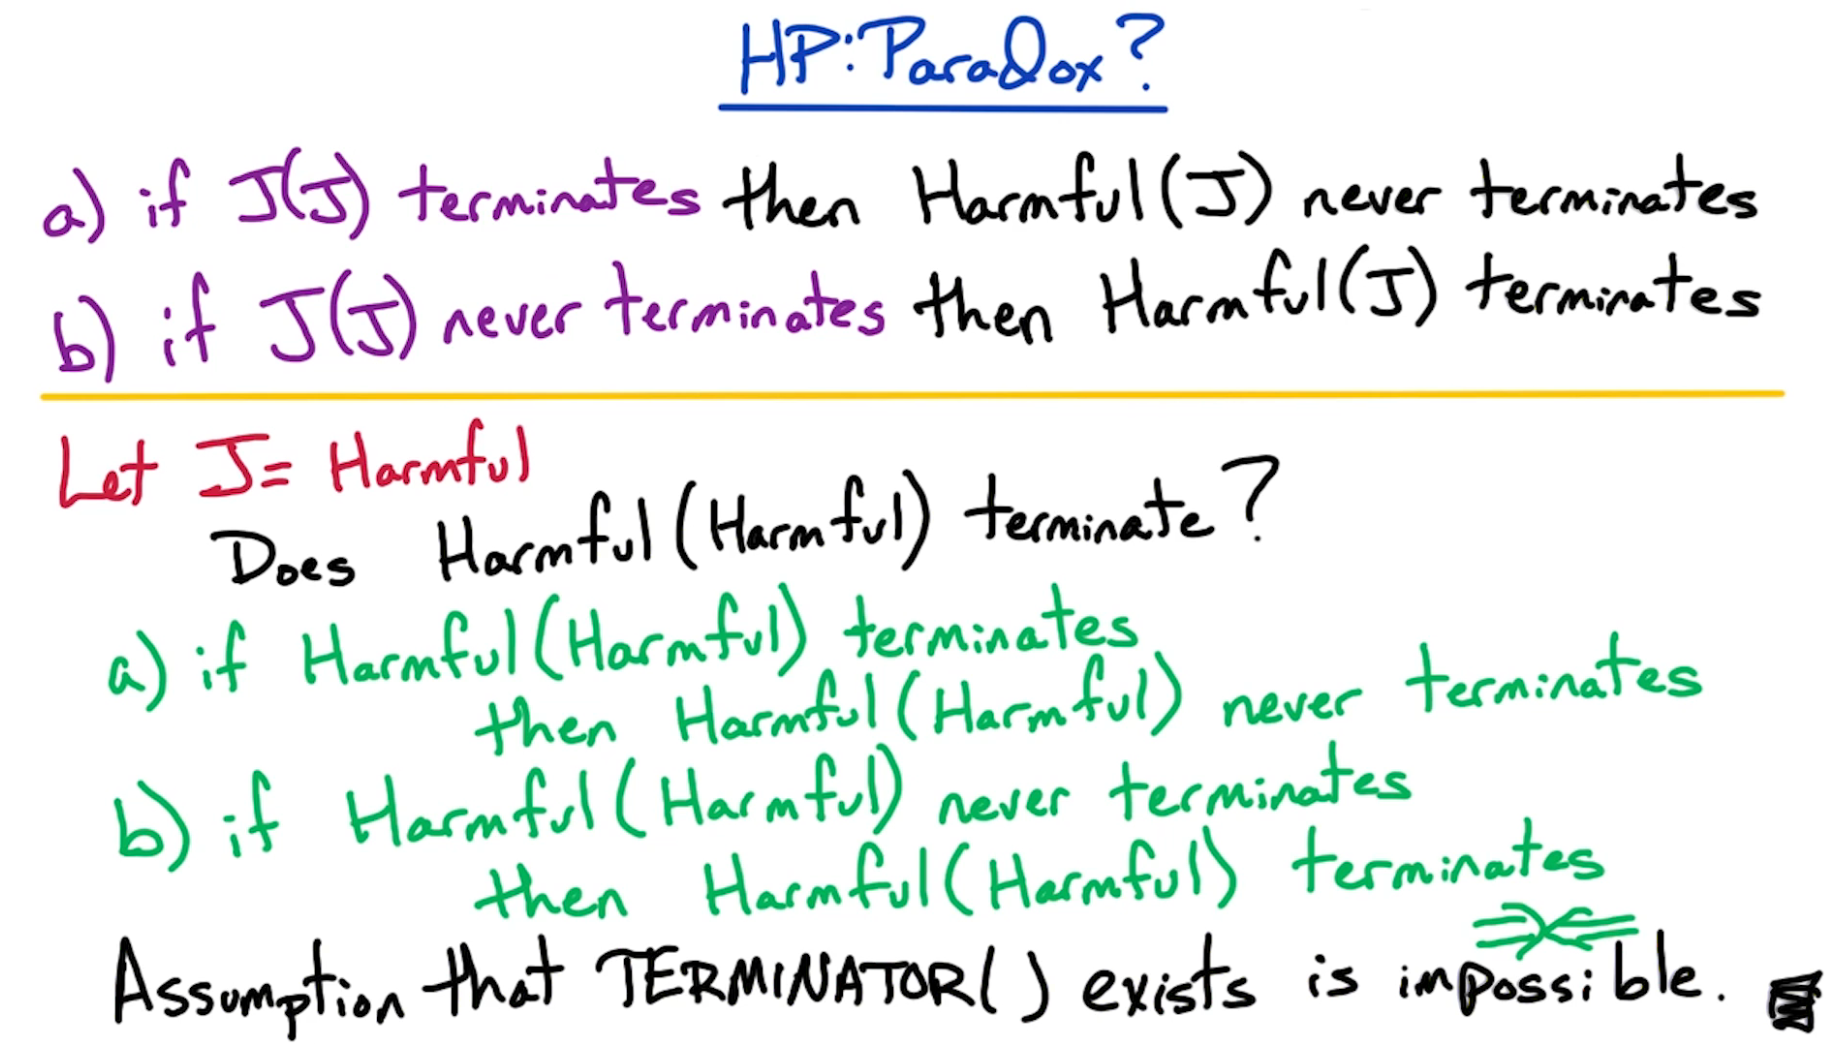 HP: Paradox?
a) if J(J) terminates then Harmful(J) never terminates
b) if J(J) never terminates then Harmful(J) terminates
Let J= Harmful
Does Harmful(Harmful) terminate?
a) if Harmful(Harmful) terminates
then Harmful(Harmful) never terminates
b) if Harmful(Harmful) never terminates
then Harmful(Harmful) terminates
Assumption that TERMINATOR() exists is impossible.